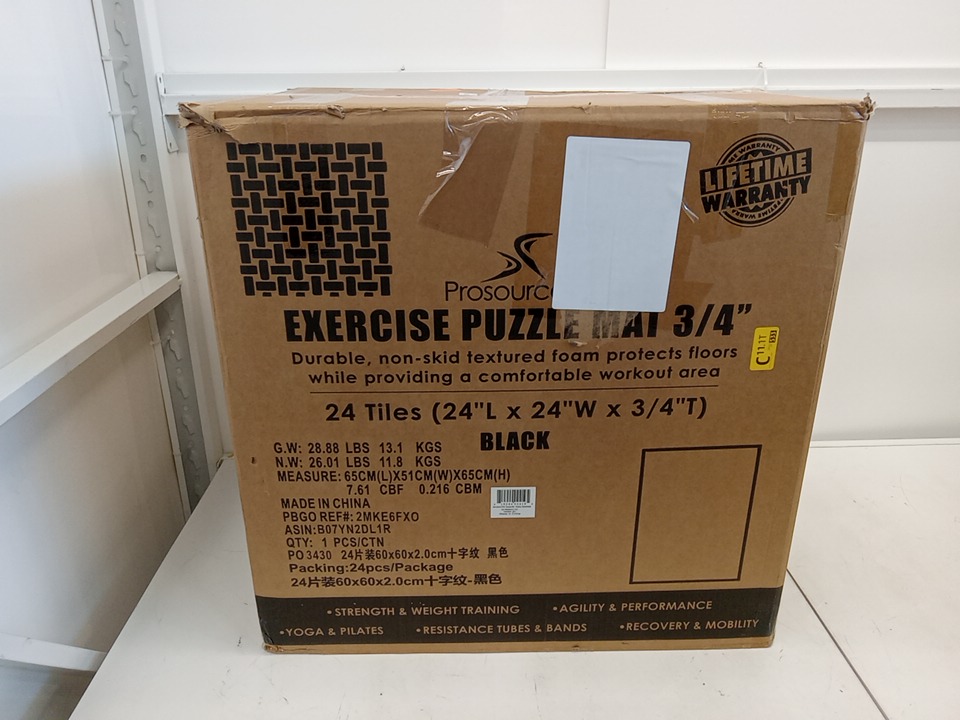 LIFETIME
WARRANTY
Prosource
EXERCISE PUZZLE MAT 3/4"
Durable, non-skid textured foam protects floors
while providing a comfortable workout area
24 Tiles (24"L x 24"W x 3/4"T)
BLACK
G.W: 28.88 LBS 13.1 KGS
N.W: 26.01 LBS 11.8 KGS
MEASURE: 65CM(L)X51CM(W)X65CM(H)
7.61 CBF 0.216 CBM
MADE IN CHINA
PBGO REF#: 2MKE6FXO
ASIN:B07YN2DL1R
QTY: 1 PCS/CTN
PO 3430 24片装60x60x2.0cm十字纹 黑色
Packing:24pcs/Package
24片装60x60x2.0cm十字纹-黑色
C 11.1T
•STRENGTH & WEIGHT TRAINING •AGILITY & PERFORMANCE
•YOGA & PILATES •RESISTANCE TUBES & BANDS •RECOVERY & MOBILITY